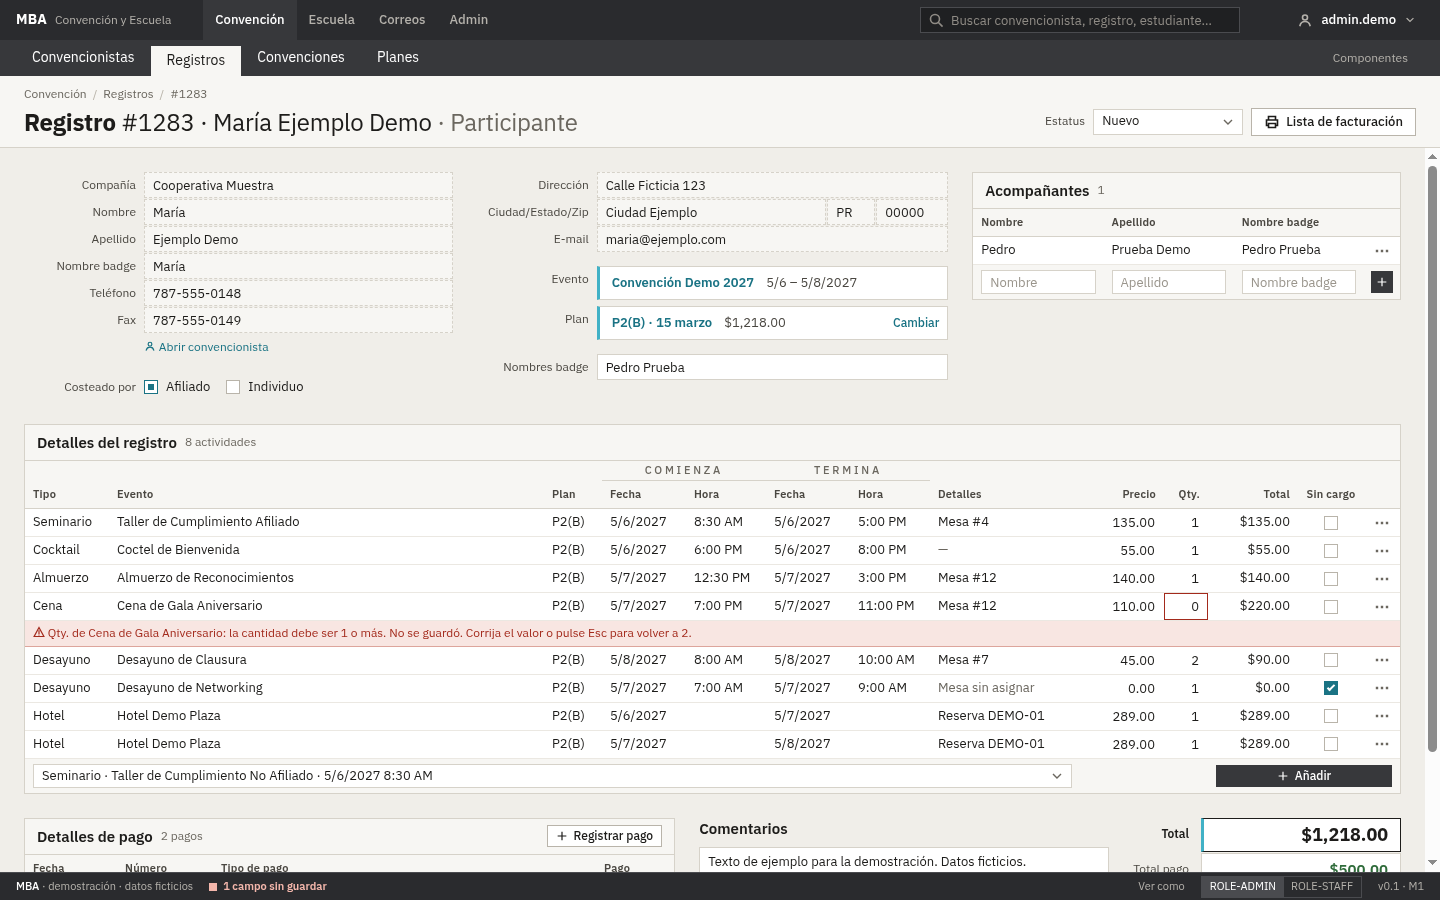 MBA Convención y Escuela Convención Escuela Correos Admin Buscar convencionista, registro, estudiante... admin.demo
Convencionistas Registros Convenciones Planes Componentes
Convención / Registros / #1283
Registro #1283 · María Ejemplo Demo · Participante Estatus Nuevo Lista de facturación
Compañía Cooperativa Muestra
Nombre María
Apellido Ejemplo Demo
Nombre badge María
Teléfono 787-555-0148
Fax 787-555-0149
Abrir convencionista
Costeado por Afiliado Individuo
Dirección Calle Ficticia 123
Ciudad/Estado/Zip Ciudad Ejemplo PR 00000
E-mail maria@ejemplo.com
Evento Convención Demo 2027 5/6 – 5/8/2027
Plan P2(B) · 15 marzo $1,218.00 Cambiar
Nombres badge Pedro Prueba
Acompañantes 1
Nombre Apellido Nombre badge
Pedro Prueba Demo Pedro Prueba ...
Nombre Apellido Nombre badge +
Detalles del registro 8 actividades
COMIENZA TERMINA
Tipo Evento Plan Fecha Hora Fecha Hora Detalles Precio Qty. Total Sin cargo
Seminario Taller de Cumplimiento Afiliado P2(B) 5/6/2027 8:30 AM 5/6/2027 5:00 PM Mesa #4 135.00 1 $135.00 ...
Cocktail Coctel de Bienvenida P2(B) 5/6/2027 6:00 PM 5/6/2027 8:00 PM — 55.00 1 $55.00 ...
Almuerzo Almuerzo de Reconocimientos P2(B) 5/7/2027 12:30 PM 5/7/2027 3:00 PM Mesa #12 140.00 1 $140.00 ...
Cena Cena de Gala Aniversario P2(B) 5/7/2027 7:00 PM 5/7/2027 11:00 PM Mesa #12 110.00 0 $220.00 ...
Qty. de Cena de Gala Aniversario: la cantidad debe ser 1 o más. No se guardó. Corrija el valor o pulse Esc para volver a 2.
Desayuno Desayuno de Clausura P2(B) 5/8/2027 8:00 AM 5/8/2027 10:00 AM Mesa #7 45.00 2 $90.00 ...
Desayuno Desayuno de Networking P2(B) 5/7/2027 7:00 AM 5/7/2027 9:00 AM Mesa sin asignar 0.00 1 $0.00 ...
Hotel Hotel Demo Plaza P2(B) 5/6/2027 5/7/2027 Reserva DEMO-01 289.00 1 $289.00 ...
Hotel Hotel Demo Plaza P2(B) 5/7/2027 5/8/2027 Reserva DEMO-01 289.00 1 $289.00 ...
Seminario · Taller de Cumplimiento No Afiliado · 5/6/2027 8:30 AM + Añadir
Detalles de pago 2 pagos + Registrar pago
Fecha Número Tipo de pago Pago
Comentarios
Texto de ejemplo para la demostración. Datos ficticios.
Total $1,218.00
Total pago $500.00
MBA · demostración · datos ficticios 1 campo sin guardar Ver como ROLE-ADMIN ROLE-STAFF v0.1 · M1